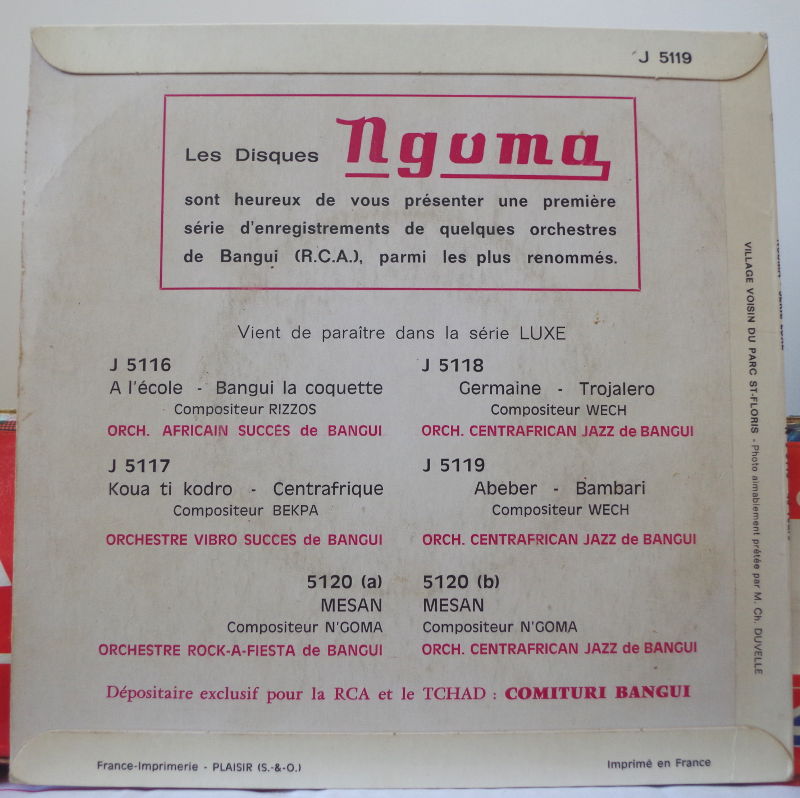 J 5119
Les Disques Ngoma
sont heureux de vous présenter une première
série d'enregistrements de quelques orchestres
de Bangui (R.C.A.), parmi les plus renommés.
Vient de paraître dans la série LUXE
J 5116
A l'école - Bangui la coquette
Compositeur RIZZOS
ORCH. AFRICAIN SUCCES de BANGUI
J 5118
Germaine - Trojalero
Compositeur WECH
ORCH. CENTRAFRICAN JAZZ de BANGUI
J 5117
Koua ti kodro - Centrafrique
Compositeur BEKPA
ORCHESTRE VIBRO SUCCES de BANGUI
J 5119
Abeber - Bambari
Compositeur WECH
ORCH. CENTRAFRICAN JAZZ de BANGUI
5120 (a)
MESAN
Compositeur N'GOMA
ORCHESTRE ROCK-A-FIESTA de BANGUI
5120 (b)
MESAN
Compositeur N'GOMA
ORCH. CENTRAFRICAN JAZZ de BANGUI
Dépositaire exclusif pour la RCA et le TCHAD : COMITURI BANGUI
France-Imprimerie - PLAISIR (S.-&-O.)
Imprimé en France
VILLAGE VOISIN DU PARC ST-FLORIS - Photo aimablement prêtée par M. Ch. DUVELLE